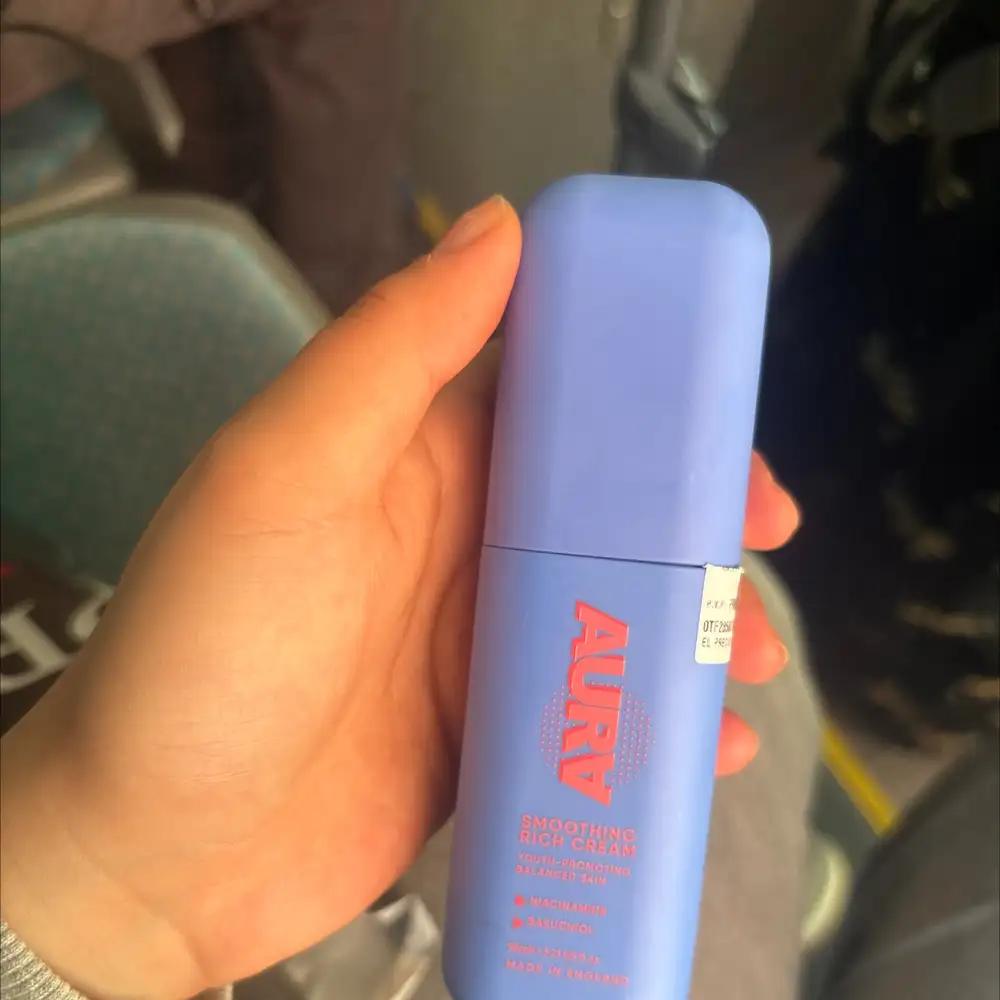 AURA
SMOOTHING
RICH CREAM
YOUTH-PROMOTING
BALANCED SKIN
NIACINAMIDE
BAKUCHIOL
MADE IN ENGLAND